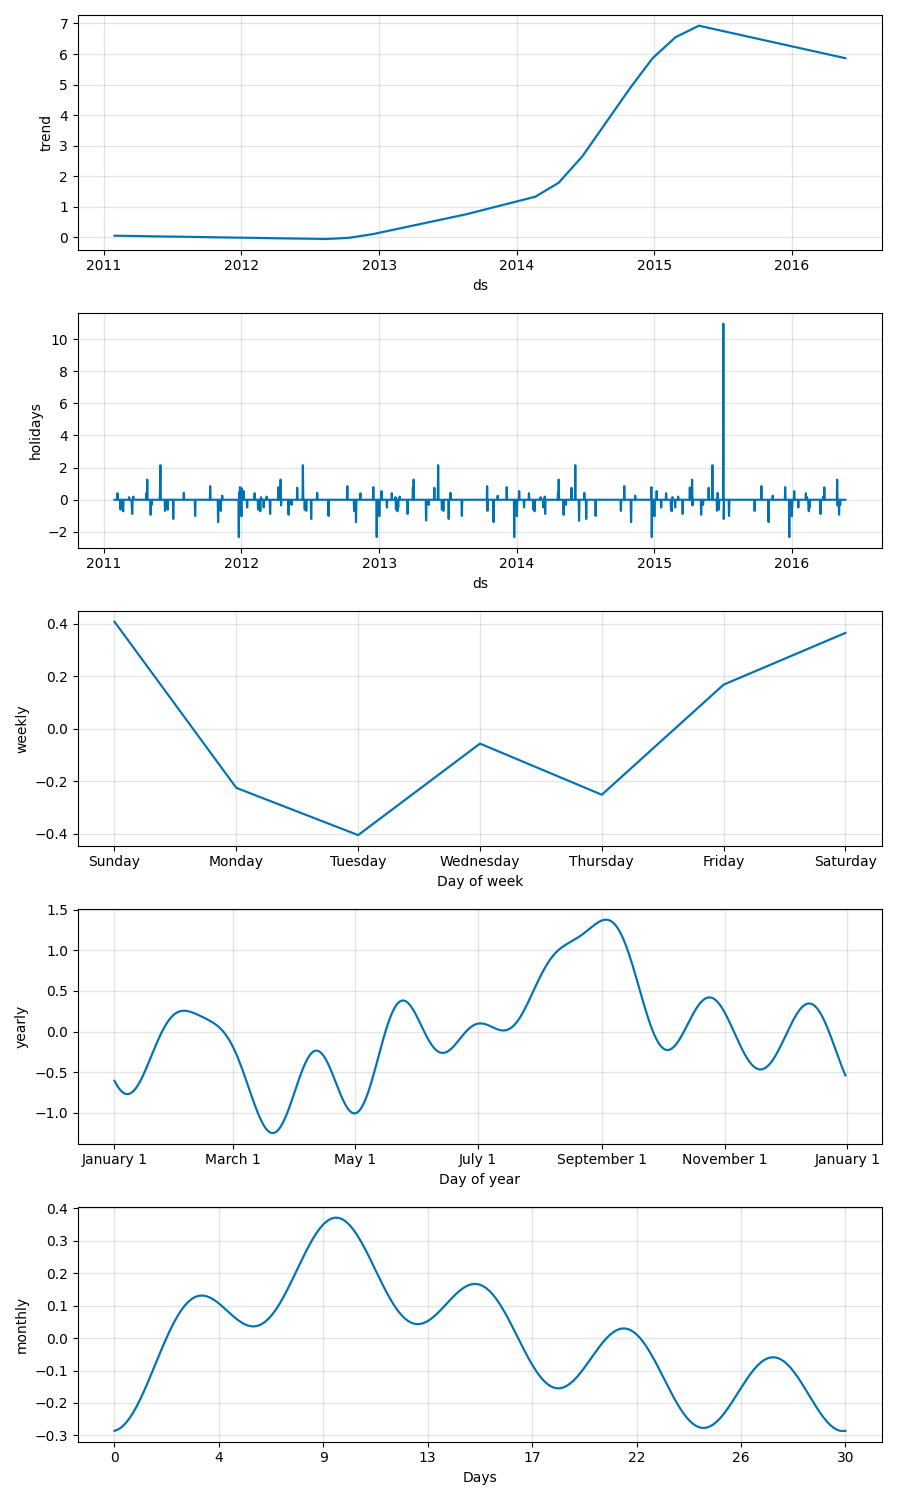 7
6
5
4
3
2
1
0
trend
2011 2012 2013 2014 2015 2016
ds
10
8
6
4
2
0
−2
holidays
2011 2012 2013 2014 2015 2016
ds
0.4
0.2
0.0
−0.2
−0.4
weekly
Sunday Monday Tuesday Wednesday Thursday Friday Saturday
Day of week
1.5
1.0
0.5
0.0
−0.5
−1.0
yearly
January 1 March 1 May 1 July 1 September 1 November 1 January 1
Day of year
0.4
0.3
0.2
0.1
0.0
−0.1
−0.2
−0.3
monthly
0 4 9 13 17 22 26 30
Days